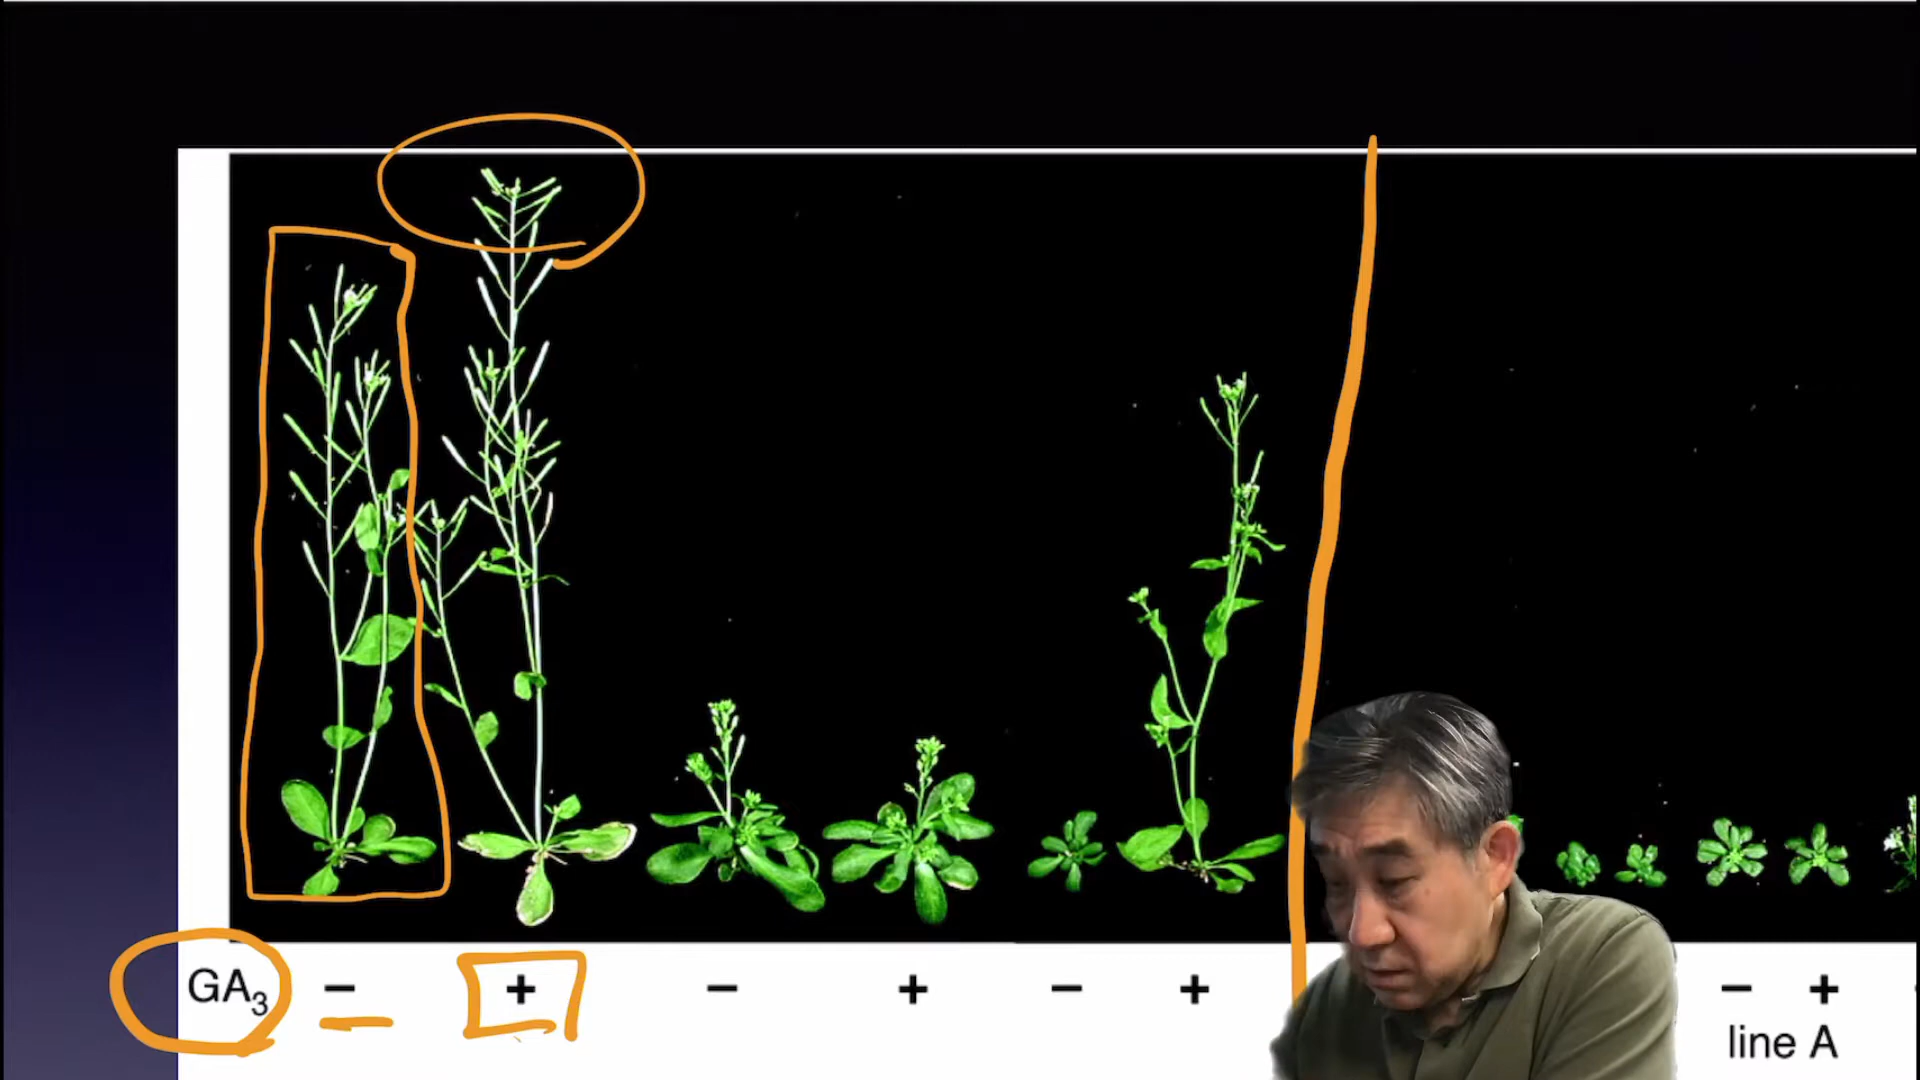 GA₃ − + − + − + − +
line A